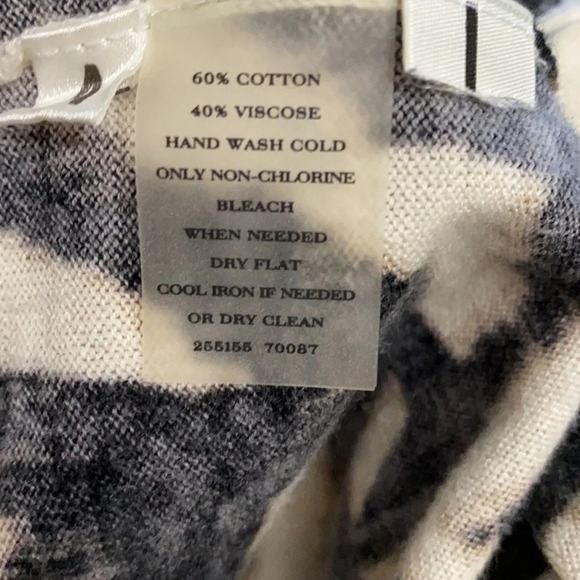 60% COTTON
40% VISCOSE
HAND WASH COLD
ONLY NON-CHLORINE
BLEACH
WHEN NEEDED
DRY FLAT
COOL IRON IF NEEDED
OR DRY CLEAN
255155 70087